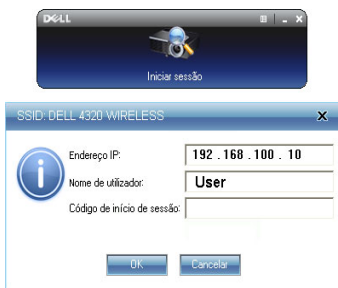 DELL
Iniciar sessão
SSID: DELL 4320 WIRELESS X
Endereço IP: 192 . 168 . 100 . 10
Nome de utilizador: User
Código de início de sessão:
OK Cancelar